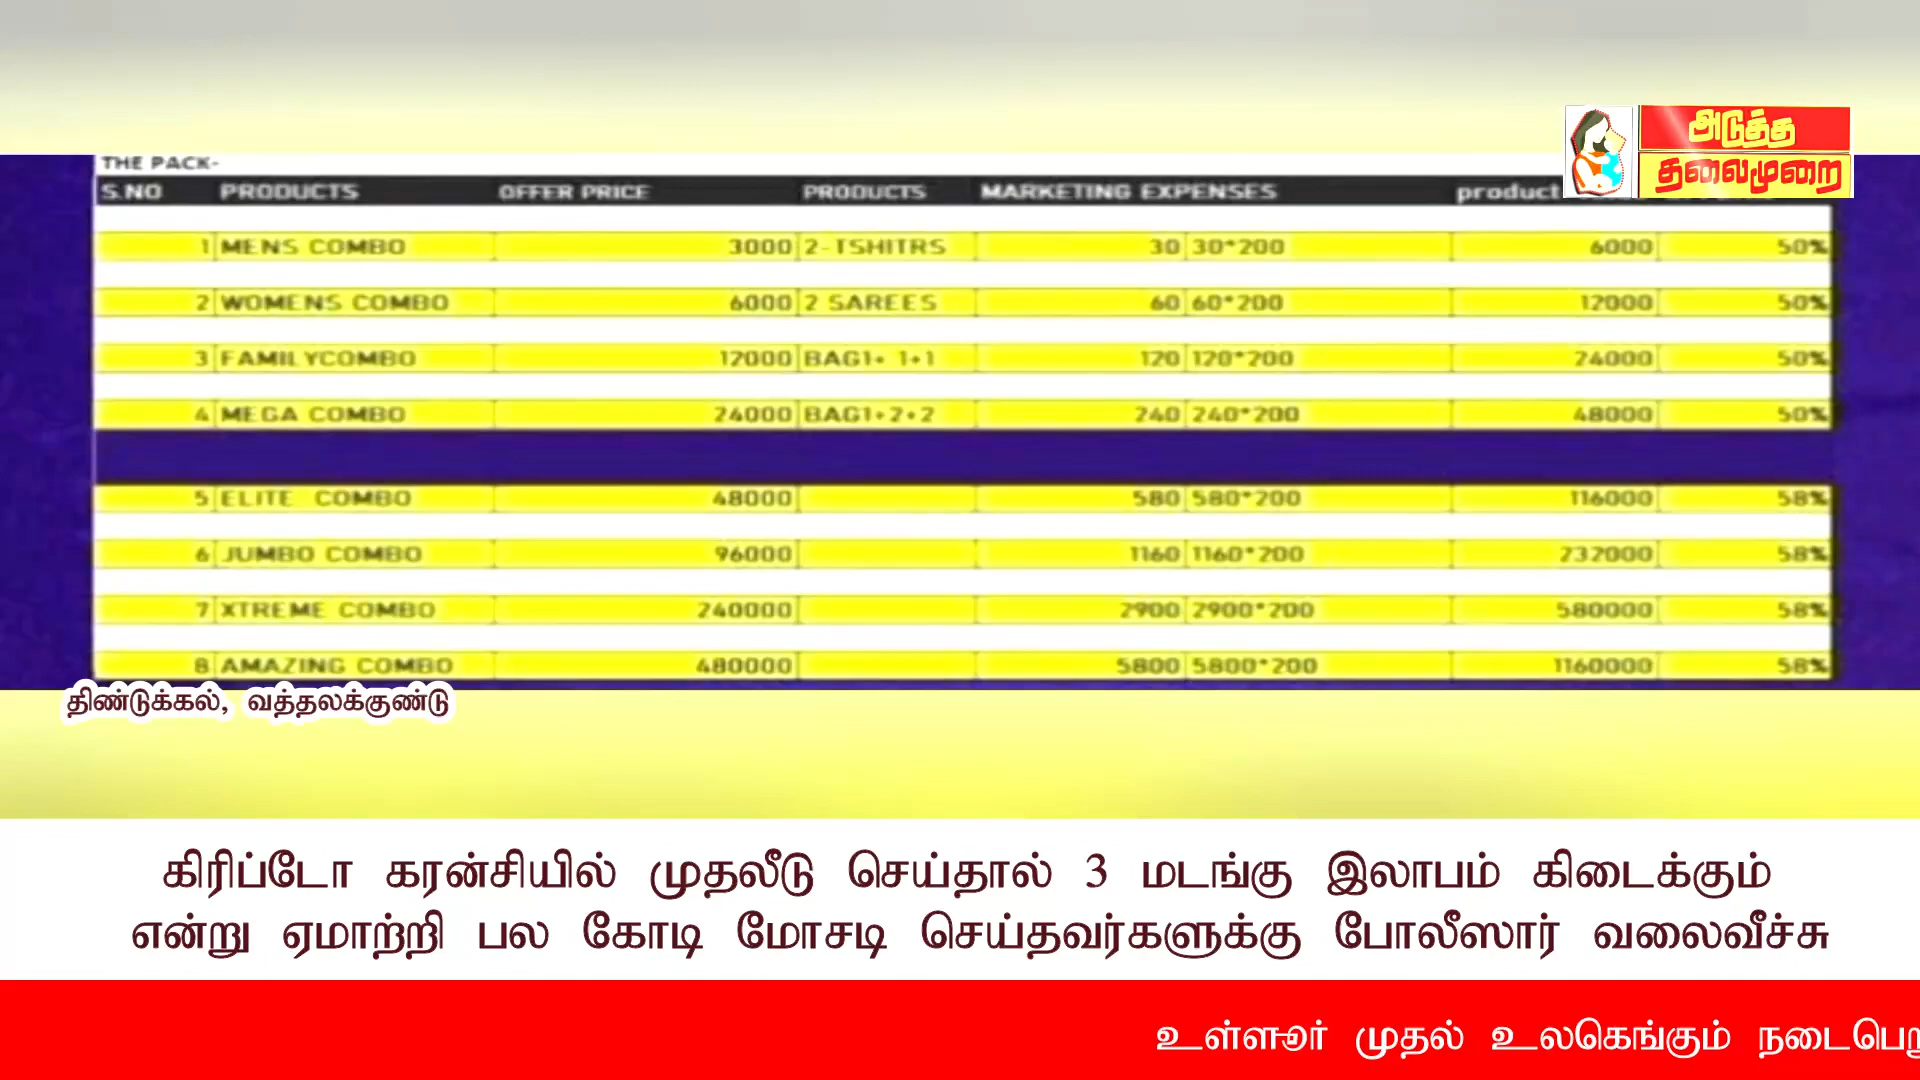 அடுத்த
தலைமுறை
THE PACK-
S.NO PRODUCTS OFFER PRICE PRODUCTS MARKETING EXPENSES product
1 MENS COMBO 3000 2-TSHITRS 30 30*200 6000 50%
2 WOMENS COMBO 6000 2 SAREES 60 60*200 12000 50%
3 FAMILYCOMBO 12000 BAG1+ 1+1 120 120*200 24000 50%
4 MEGA COMBO 24000 BAG1+2+2 240 240*200 48000 50%
5 ELITE COMBO 48000 580 580*200 116000 58%
6 JUMBO COMBO 96000 1160 1160*200 232000 58%
7 XTREME COMBO 240000 2900 2900*200 580000 58%
8 AMAZING COMBO 480000 5800 5800*200 1160000 58%
திண்டுக்கல், வத்தலக்குண்டு
கிரிப்டோ கரன்சியில் முதலீடு செய்தால் 3 மடங்கு இலாபம் கிடைக்கும்
என்று ஏமாற்றி பல கோடி மோசடி செய்தவர்களுக்கு போலீஸார் வலைவீச்சு
உள்ளூர் முதல் உலகெங்கும் நடைபெற